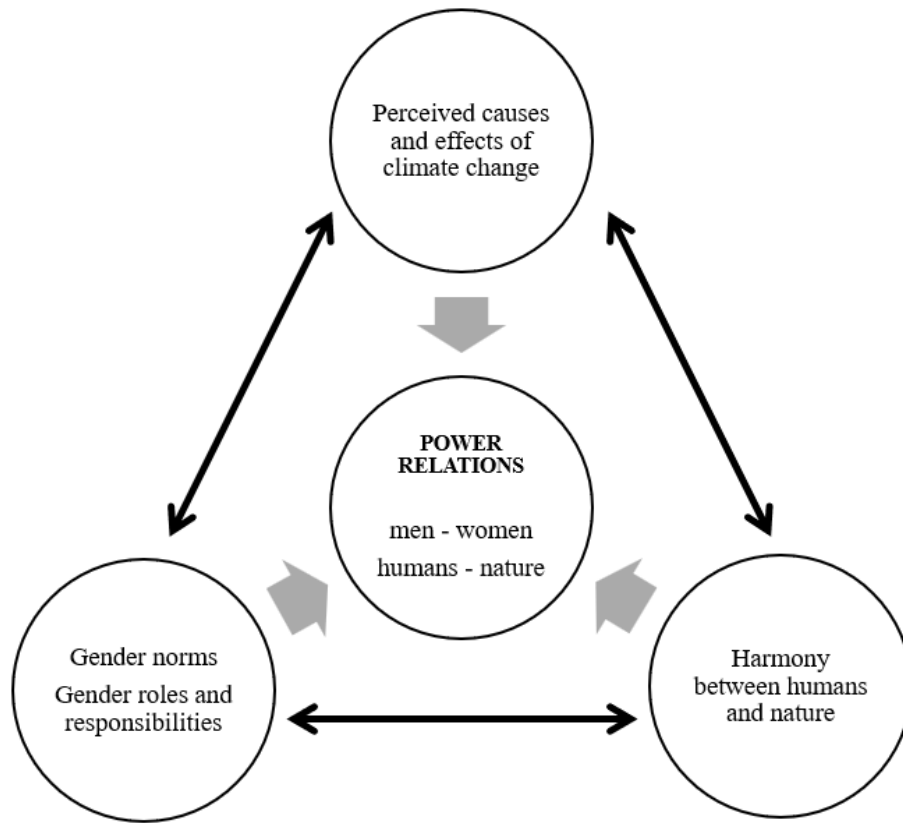 Perceived causes
and effects of
climate change
POWER
RELATIONS
men - women
humans - nature
Gender norms
Gender roles and
responsibilities
Harmony
between humans
and nature